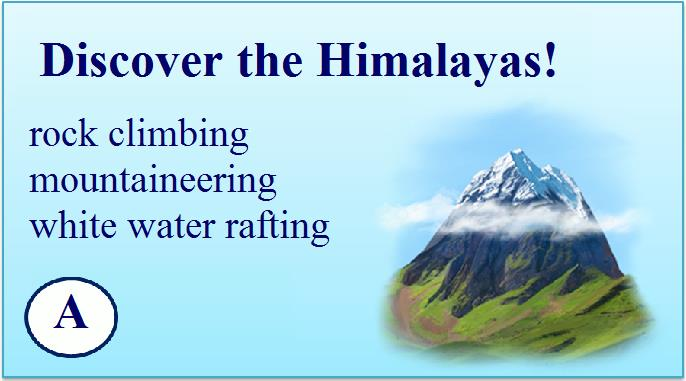 Discover the Himalayas!
rock climbing
mountaineering
white water rafting
A